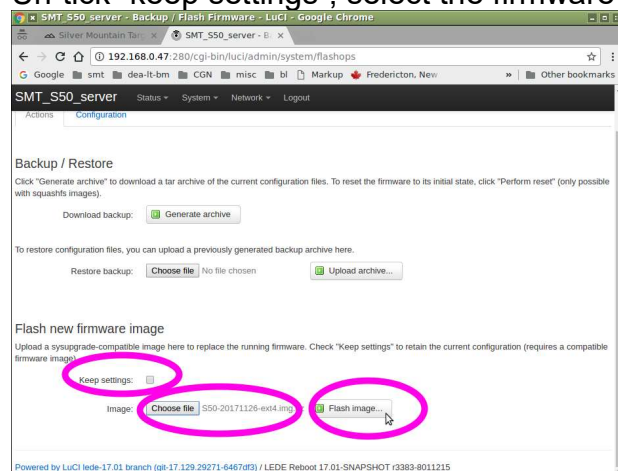 Un-tick "keep settings", select the firmware
SMT_S50_server - Backup / Flash Firmware - LuCI - Google Chrome
Silver Mountain Tar SMT_S50_server - B
192.168.0.47:280/cgi-bin/luci/admin/system/flashops
Google smt dea-lt-bm CGN misc bl Markup Fredericton, New » Other bookmarks
SMT_S50_server Status System Network Logout
Actions Configuration
Backup / Restore
Click "Generate archive" to download a tar archive of the current configuration files. To reset the firmware to its initial state, click "Perform reset" (only possible
with squashfs images).
Download backup: Generate archive
To restore configuration files, you can upload a previously generated backup archive here.
Restore backup: Choose file No file chosen Upload archive...
Flash new firmware image
Upload a sysupgrade-compatible image here to replace the running firmware. Check "Keep settings" to retain the current configuration (requires a compatible
firmware image)
Keep settings:
Image: Choose file S50-20171126-ext4.img Flash image...
Powered by LuCI lede-17.01 branch (git-17.129.29271-6467df3) / LEDE Reboot 17.01-SNAPSHOT r3383-8011215